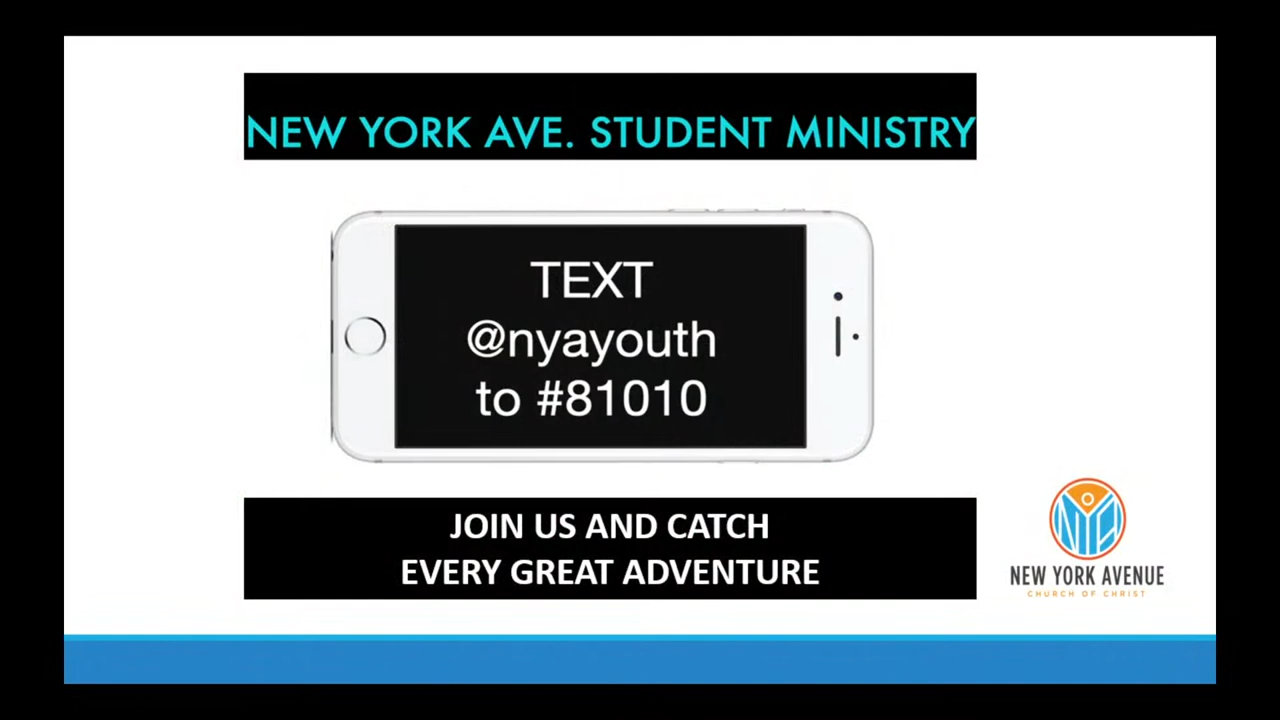 NEW YORK AVE. STUDENT MINISTRY
TEXT
@nyayouth
to #81010
JOIN US AND CATCH
EVERY GREAT ADVENTURE
NYA
NEW YORK AVENUE
CHURCH OF CHRIST